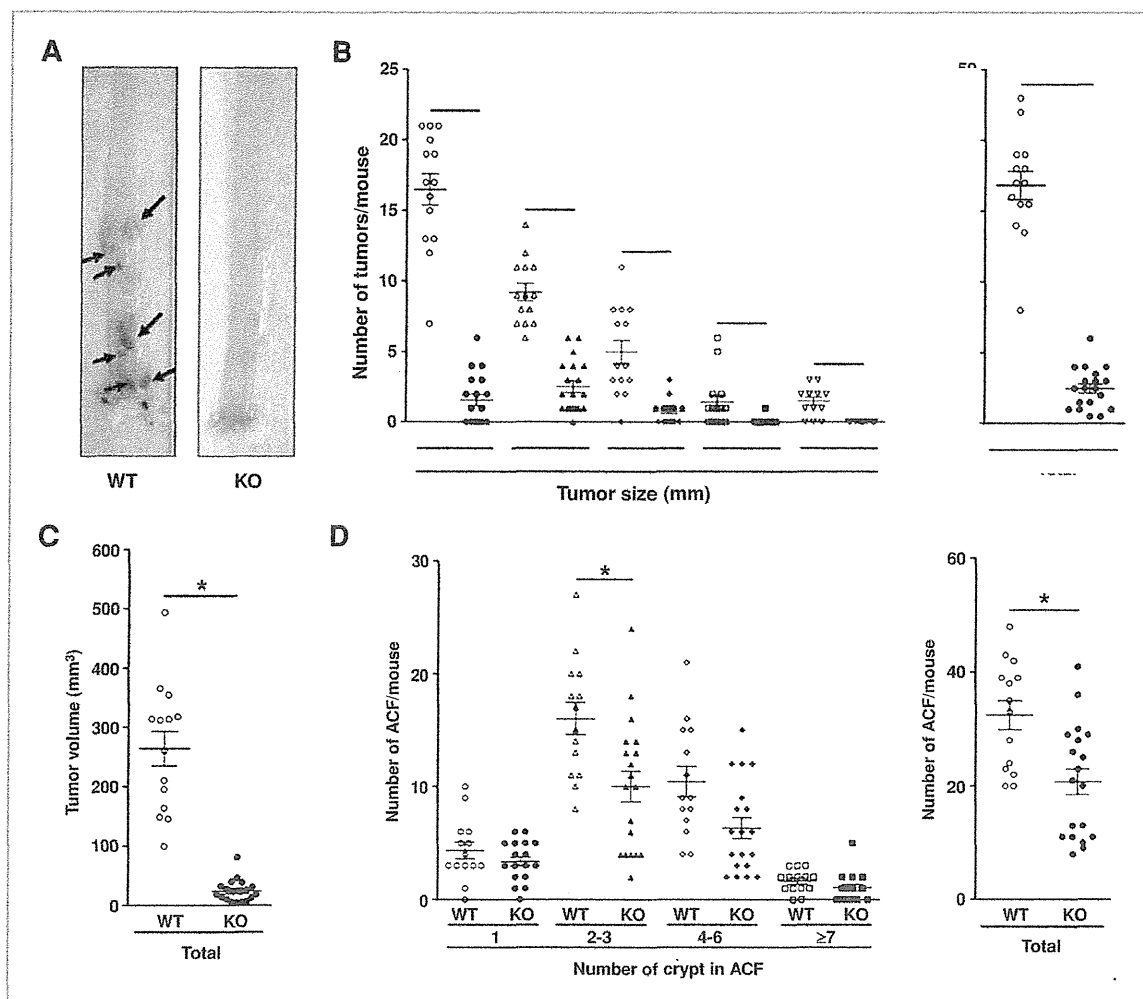 A
WT
KO
B
25
20
15
10
5
0
Number of tumors/mouse
Tumor size (mm)
C
600
500
400
300
200
100
0
Tumor volume (mm³)
*
WT KO
Total
D
30
20
10
0
Number of ACF/mouse
*
WT KO WT KO WT KO WT KO
1 2-3 4-6 ≥7
Number of crypt in ACF
60
40
20
0
Number of ACF/mouse
*
WT KO
Total